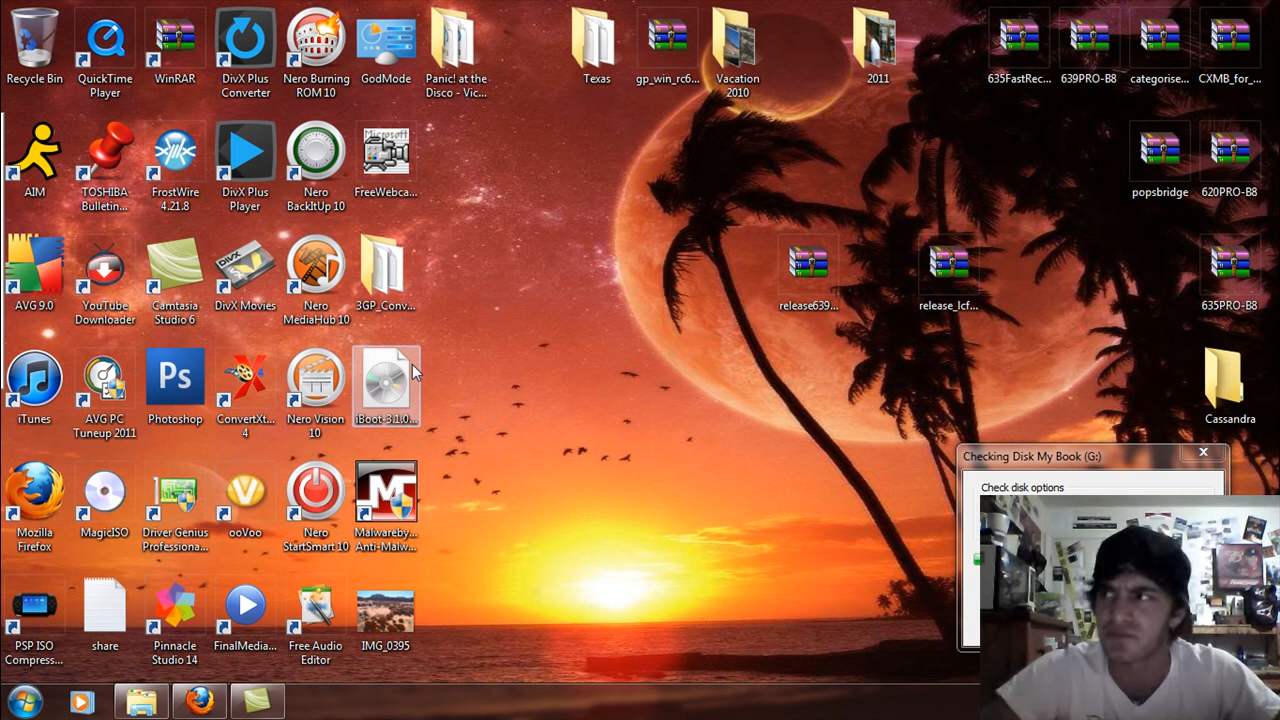 Recycle Bin
QuickTime Player
WinRAR
DivX Plus Converter
Nero Burning ROM 10
GodMode
Panic! at the Disco - Vic...
Texas
gp_win_rc6...
Vacation 2010
2011
635FastRec...
639PRO-B8
categorise...
CXMB_for_...
AIM
TOSHIBA Bulletin...
FrostWire 4.21.8
DivX Plus Player
Nero BackItUp 10
Microsoft
FreeWebca...
popsbridge
620PRO-B8
AVG 9.0
YouTube Downloader
Camtasia Studio 6
DivX
DivX Movies
Nero MediaHub 10
3GP_Conv...
release639...
release_lcf...
635PRO-B8
iTunes
AVG PC Tuneup 2011
Ps
Photoshop
ConvertXt... 4
Nero Vision 10
iBoot-3.1.0...
Cassandra
Checking Disk My Book (G:)
Check disk options
Mozilla Firefox
MagicISO
Driver Genius Professiona...
ooVoo
Nero StartSmart 10
Malwareby... Anti-Malw...
PSP ISO Compress...
share
Pinnacle Studio 14
FinalMedia...
Free Audio Editor
IMG_0395